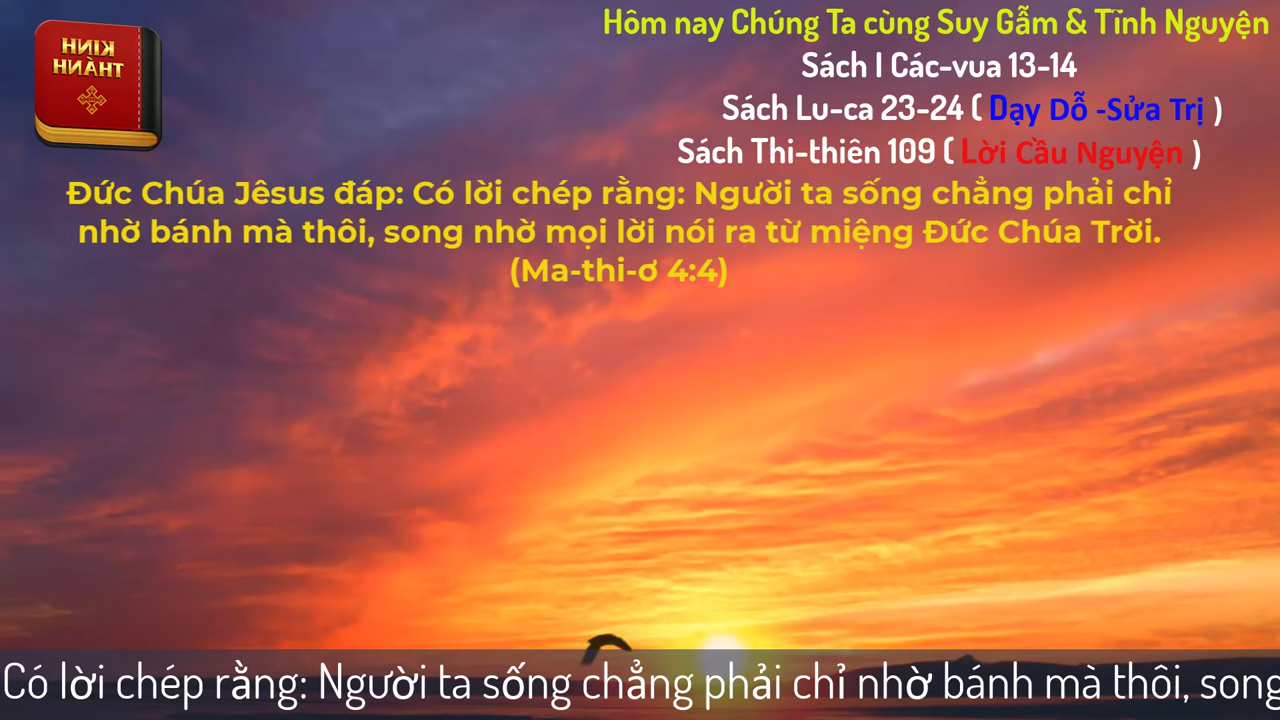 KINH
THÀNH
Hôm nay Chúng Ta cùng Suy Gẫm & Tĩnh Nguyện
Sách I Các-vua 13-14
Sách Lu-ca 23-24 ( Dạy Dỗ -Sửa Trị )
Sách Thi-thiên 109 ( Lời Cầu Nguyện )
Đức Chúa Jêsus đáp: Có lời chép rằng: Người ta sống chẳng phải chỉ
nhờ bánh mà thôi, song nhờ mọi lời nói ra từ miệng Đức Chúa Trời.
(Ma-thi-ơ 4:4)
Có lời chép rằng: Người ta sống chẳng phải chỉ nhờ bánh mà thôi, song